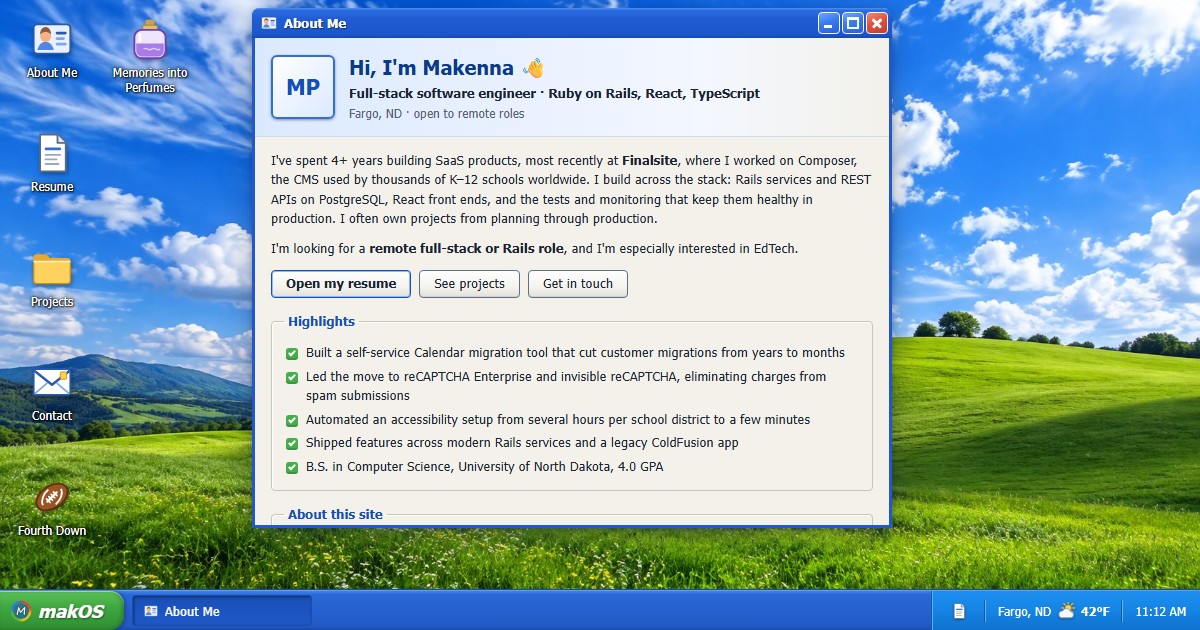 About Me
Memories into
Perfumes
Resume
Projects
Contact
Fourth Down
About Me
MP
Hi, I'm Makenna
Full-stack software engineer · Ruby on Rails, React, TypeScript
Fargo, ND · open to remote roles
I've spent 4+ years building SaaS products, most recently at Finalsite, where I worked on Composer,
the CMS used by thousands of K–12 schools worldwide. I build across the stack: Rails services and REST
APIs on PostgreSQL, React front ends, and the tests and monitoring that keep them healthy in
production. I often own projects from planning through production.
I'm looking for a remote full-stack or Rails role, and I'm especially interested in EdTech.
Open my resume
See projects
Get in touch
Highlights
Built a self-service Calendar migration tool that cut customer migrations from years to months
Led the move to reCAPTCHA Enterprise and invisible reCAPTCHA, eliminating charges from
spam submissions
Automated an accessibility setup from several hours per school district to a few minutes
Shipped features across modern Rails services and a legacy ColdFusion app
B.S. in Computer Science, University of North Dakota, 4.0 GPA
About this site
M makOS
About Me
Fargo, ND
42°F
11:12 AM